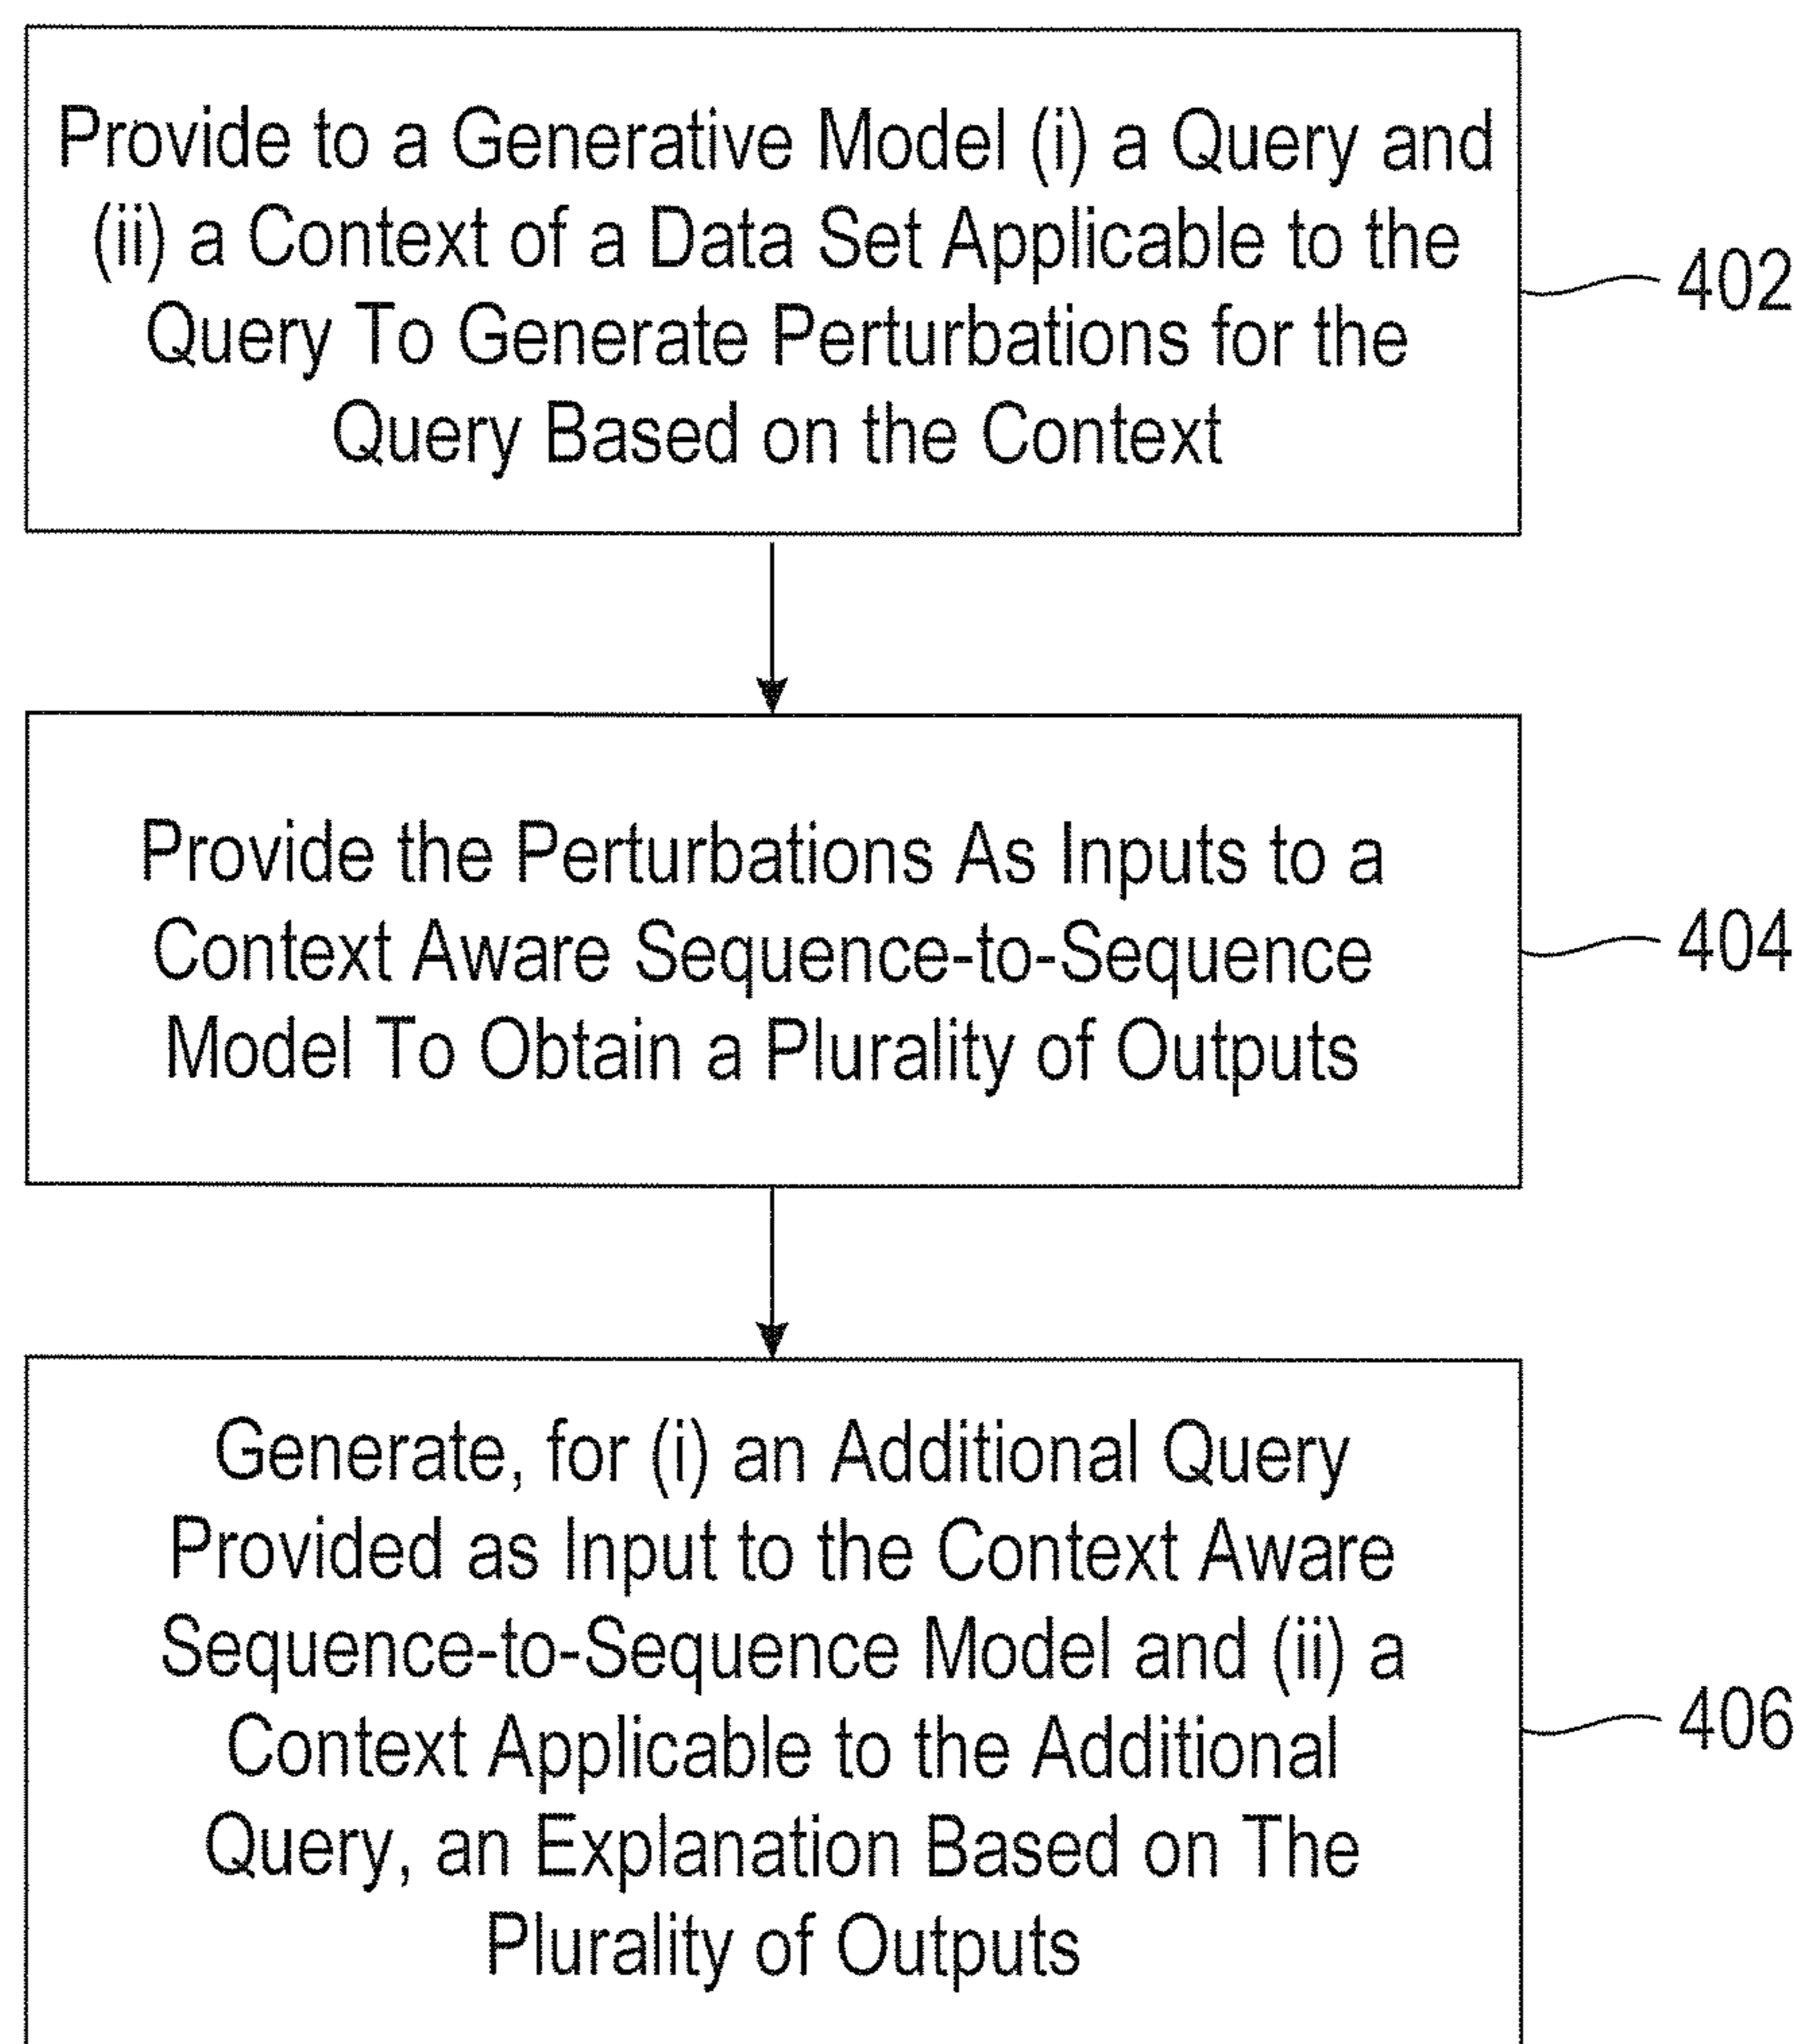 Provide to a Generative Model (i) a Query and
(ii) a Context of a Data Set Applicable to the
Query To Generate Perturbations for the
Query Based on the Context
402
Provide the Perturbations As Inputs to a
Context Aware Sequence-to-Sequence
Model To Obtain a Plurality of Outputs
404
Generate, for (i) an Additional Query
Provided as Input to the Context Aware
Sequence-to-Sequence Model and (ii) a
Context Applicable to the Additional
Query, an Explanation Based on The
Plurality of Outputs
406